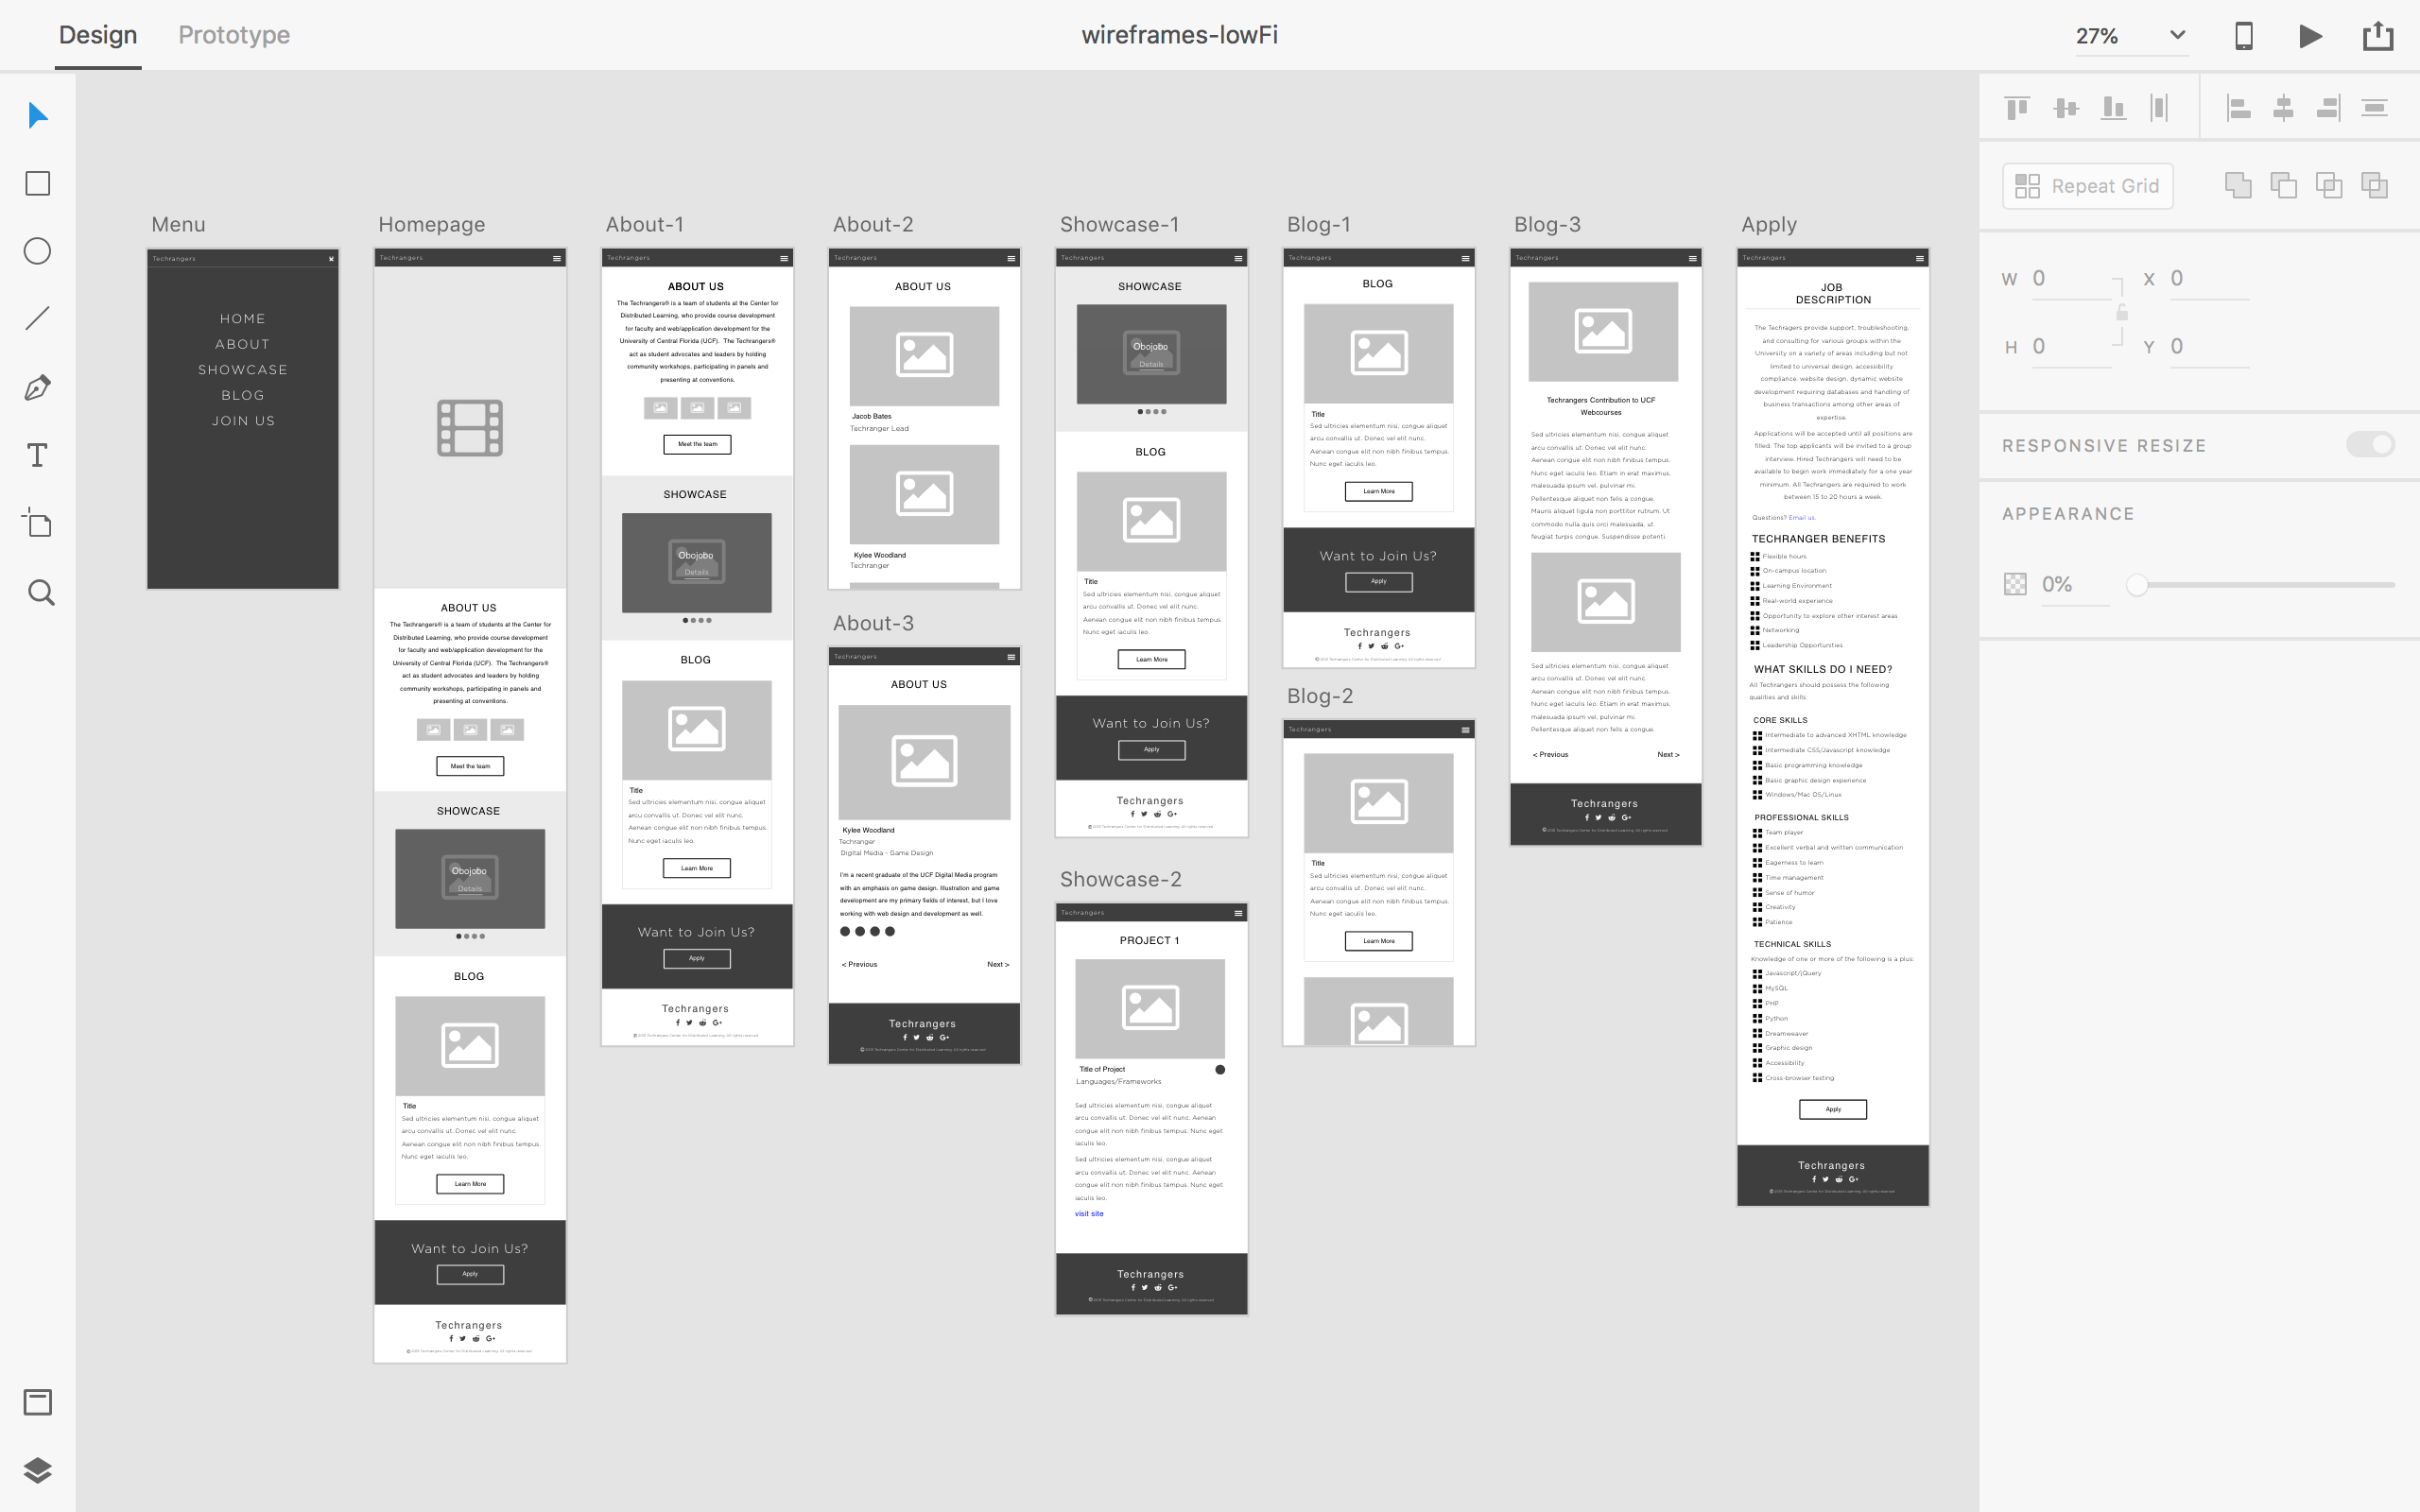 Design
Prototype
wireframes-lowFi
27%
Menu
Techrangers
HOME
ABOUT
SHOWCASE
BLOG
JOIN US
Homepage
Techrangers
ABOUT US
The Techrangers® is a team of students at the Center for
Distributed Learning, who provide course development
for faculty and web/application development for the
University of Central Florida (UCF). The Techrangers®
act as student advocates and leaders by holding
community workshops, participating in panels and
presenting at conventions.
Meet the team
SHOWCASE
Obojobo
Details
BLOG
Title
Sed ultricies elementum nisi, congue aliquet
arcu convallis ut. Donec vel elit nunc.
Aenean congue elit non nibh finibus tempus.
Nunc eget iaculis leo.
Learn More
Want to Join Us?
Apply
Techrangers
About-1
Techrangers
ABOUT US
The Techrangers® is a team of students at the Center for
Distributed Learning, who provide course development
for faculty and web/application development for the
University of Central Florida (UCF). The Techrangers®
act as student advocates and leaders by holding
community workshops, participating in panels and
presenting at conventions.
Meet the team
SHOWCASE
Obojobo
Details
BLOG
Title
Sed ultricies elementum nisi, congue aliquet
arcu convallis ut. Donec vel elit nunc.
Aenean congue elit non nibh finibus tempus.
Nunc eget iaculis leo.
Learn More
Want to Join Us?
Apply
Techrangers
About-2
Techrangers
ABOUT US
Jacob Bates
Techranger Lead
Kylee Woodland
Techranger
About-3
Techrangers
ABOUT US
Kylee Woodland
Techranger
Digital Media - Game Design
I'm a recent graduate of the UCF Digital Media program
with an emphasis on game design. Illustration and game
development are my primary fields of interest, but I love
working with web design and development as well.
< Previous
Next >
Techrangers
Showcase-1
Techrangers
SHOWCASE
Obojobo
Details
BLOG
Title
Sed ultricies elementum nisi, congue aliquet
arcu convallis ut. Donec vel elit nunc.
Aenean congue elit non nibh finibus tempus.
Nunc eget iaculis leo.
Learn More
Want to Join Us?
Apply
Techrangers
Showcase-2
Techrangers
PROJECT 1
Title of Project
Languages/Frameworks
Sed ultricies elementum nisi, congue aliquet
arcu convallis ut. Donec vel elit nunc. Aenean
congue elit non nibh finibus tempus. Nunc eget
iaculis leo.
Sed ultricies elementum nisi, congue aliquet
arcu convallis ut. Donec vel elit nunc. Aenean
congue elit non nibh finibus tempus. Nunc eget
iaculis leo.
visit site
Techrangers
Blog-1
Techrangers
BLOG
Title
Sed ultricies elementum nisi, congue aliquet
arcu convallis ut. Donec vel elit nunc.
Aenean congue elit non nibh finibus tempus.
Nunc eget iaculis leo.
Learn More
Want to Join Us?
Apply
Techrangers
Blog-2
Techrangers
Title
Sed ultricies elementum nisi, congue aliquet
arcu convallis ut. Donec vel elit nunc.
Aenean congue elit non nibh finibus tempus.
Nunc eget iaculis leo.
Learn More
Blog-3
Techrangers
Techrangers Contribution to UCF
Webcourses
Sed ultricies elementum nisi, congue aliquet
arcu convallis ut. Donec vel elit nunc.
Aenean congue elit non nibh finibus tempus.
Nunc eget iaculis leo. Etiam in erat maximus,
malesuada ipsum vel, pulvinar mi.
Pellentesque aliquet non felis a congue.
Mauris aliquet ligula non porttitor rutrum. Ut
commodo nulla quis orci malesuada, ut
feugiat turpis congue. Suspendisse potenti.
Sed ultricies elementum nisi, congue aliquet
arcu convallis ut. Donec vel elit nunc.
Aenean congue elit non nibh finibus tempus.
Nunc eget iaculis leo. Etiam in erat maximus,
malesuada ipsum vel, pulvinar mi.
Pellentesque aliquet non felis a congue.
< Previous
Next >
Techrangers
Apply
Techrangers
JOB
DESCRIPTION
The Techragers provide support, troubleshooting,
and consulting for various groups within the
University on a variety of areas including but not
limited to universal design, accessibility
compliance, website design, dynamic website
development requiring databases and handling of
business transactions among other areas of
expertise.
Applications will be accepted until all positions are
filled. The top applicants will be invited to a group
interview. Hired Techrangers will need to be
available to begin work immediately for a one year
minimum. All Techrangers are required to work
between 15 to 20 hours a week.
Questions? Email us.
TECHRANGER BENEFITS
Flexible hours
On-campus location
Learning Environment
Real-world experience
Opportunity to explore other interest areas
Networking
Leadership Opportunities
WHAT SKILLS DO I NEED?
All Techrangers should possess the following
qualities and skills:
CORE SKILLS
Intermediate to advanced XHTML knowledge
Intermediate CSS/Javascript knowledge
Basic programming knowledge
Basic graphic design experience
Windows/Mac OS/Linux
PROFESSIONAL SKILLS
Team player
Excellent verbal and written communication
Eagerness to learn
Time management
Sense of humor
Creativity
Patience
TECHNICAL SKILLS
Knowledge of one or more of the following is a plus:
Javascript/jQuery
MySQL
PHP
Python
Dreamweaver
Graphic design
Accessibility
Cross-browser testing
Apply
Techrangers
Repeat Grid
W 0
X 0
H 0
Y 0
RESPONSIVE RESIZE
APPEARANCE
0%